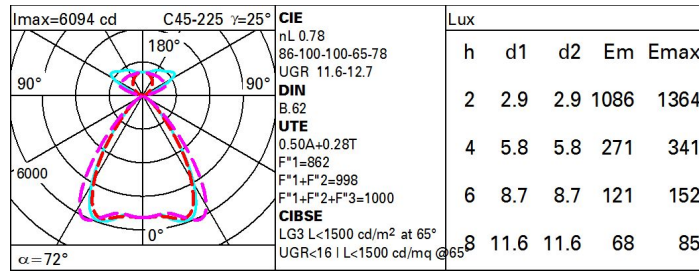 Imax=6094 cd C45-225 γ=25°
180°
90° 90°
6000
0°
α=72°
CIE
nL 0.78
86-100-100-65-78
UGR 11.6-12.7
DIN
B.62
UTE
0.50A+0.28T
F"1=862
F"1+F"2=998
F"1+F"2+F"3=1000
CIBSE
LG3 L<1500 cd/m² at 65°
UGR<16 | L<1500 cd/mq @65°
Lux
h d1 d2 Em Emax
2 2.9 2.9 1086 1364
4 5.8 5.8 271 341
6 8.7 8.7 121 152
8 11.6 11.6 68 85